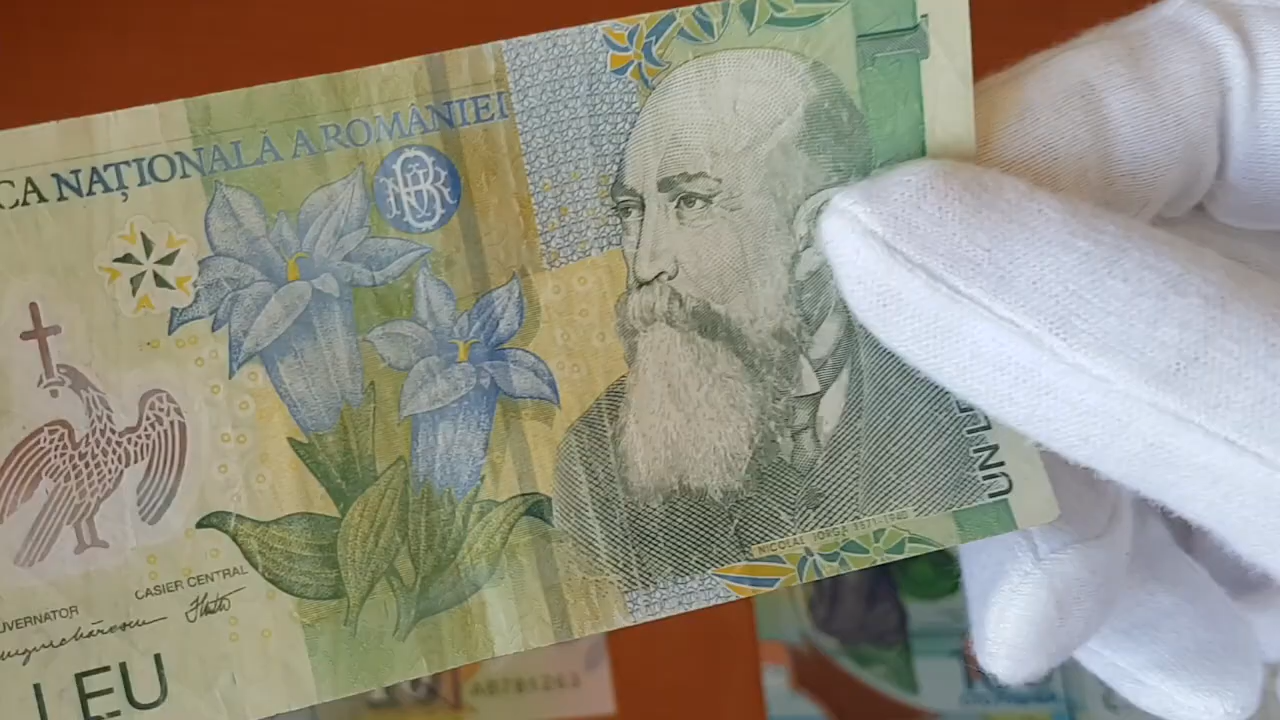 CA NAȚIONALĂ A ROMÂNIEI
BNR
UVERNATOR
CASIER CENTRAL
LEU
NICOLAE IORGA 1871-1940
UN LE